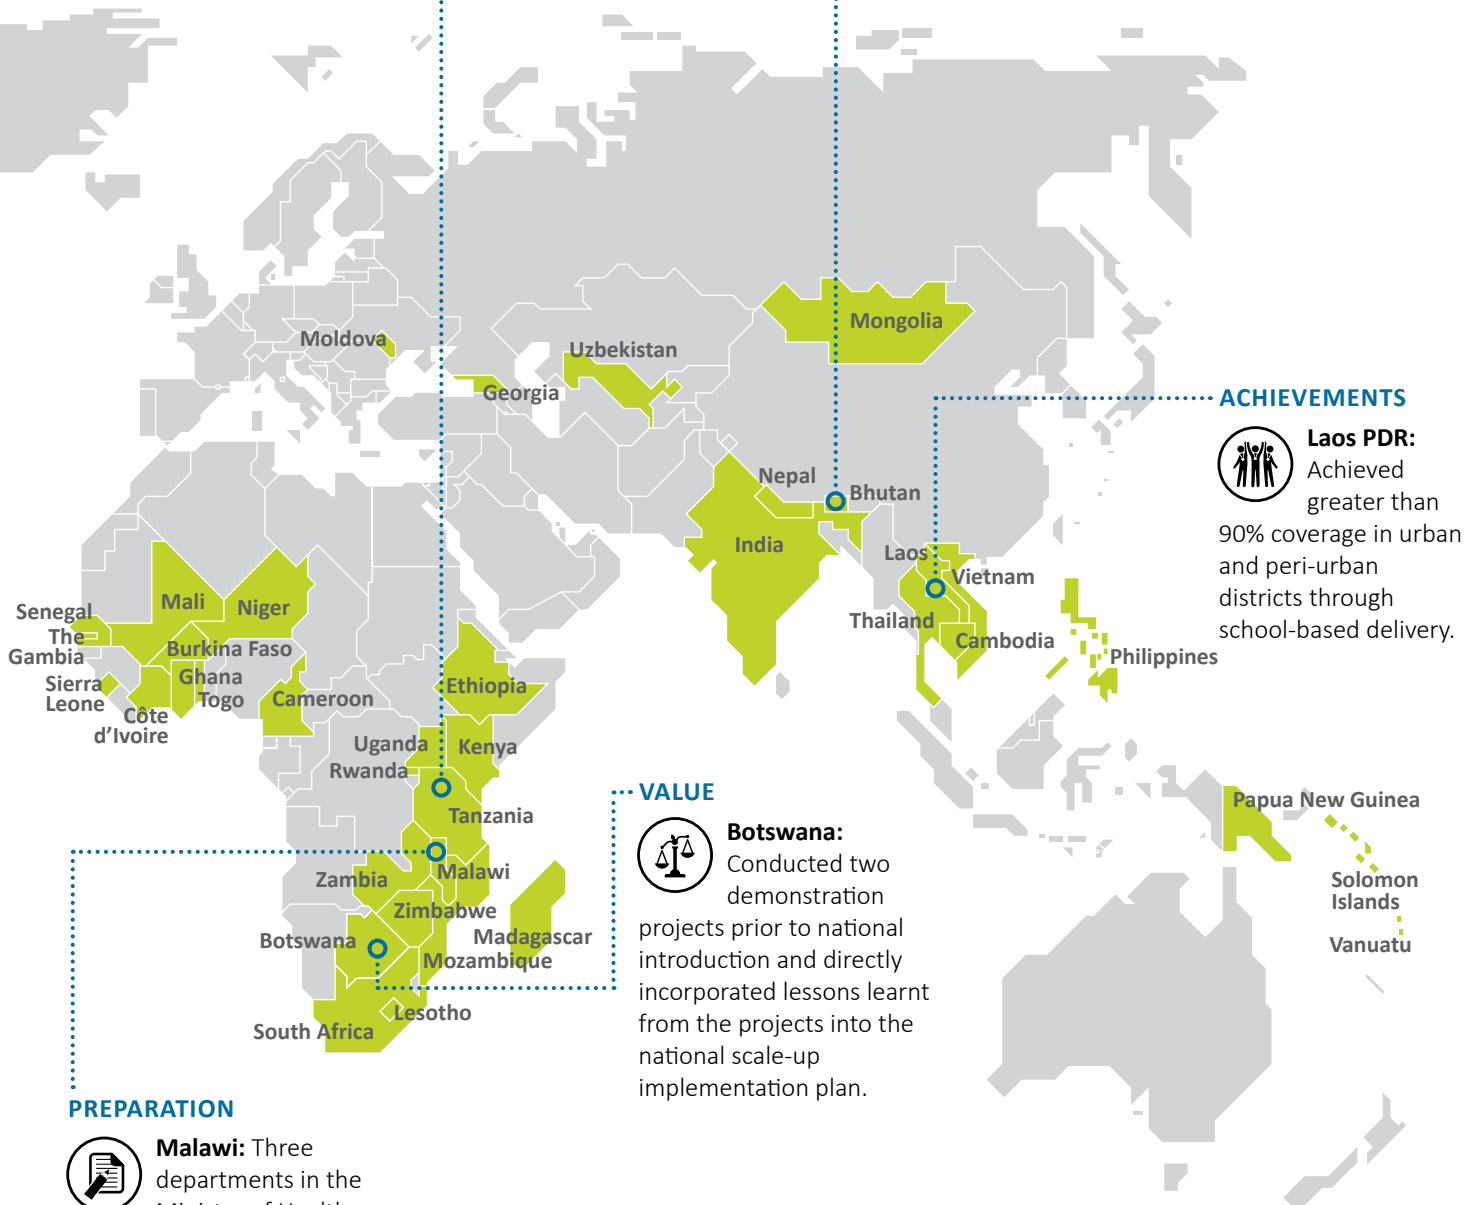 Moldova
Georgia
Uzbekistan
Mongolia
Nepal
Bhutan
India
Laos
Vietnam
Thailand
Cambodia
Philippines
ACHIEVEMENTS
Laos PDR:
Achieved
greater than
90% coverage in urban
and peri-urban
districts through
school-based delivery.
Senegal
The
Gambia
Sierra
Leone
Côte
d'Ivoire
Mali
Niger
Burkina Faso
Ghana
Togo
Cameroon
Ethiopia
Uganda
Kenya
Rwanda
Tanzania
Malawi
Zambia
Zimbabwe
Botswana
Madagascar
Mozambique
Lesotho
South Africa
VALUE
Botswana:
Conducted two
demonstration
projects prior to national
introduction and directly
incorporated lessons learnt
from the projects into the
national scale-up
implementation plan.
Papua New Guinea
Solomon
Islands
Vanuatu
PREPARATION
Malawi: Three
departments in the
Ministry of Health